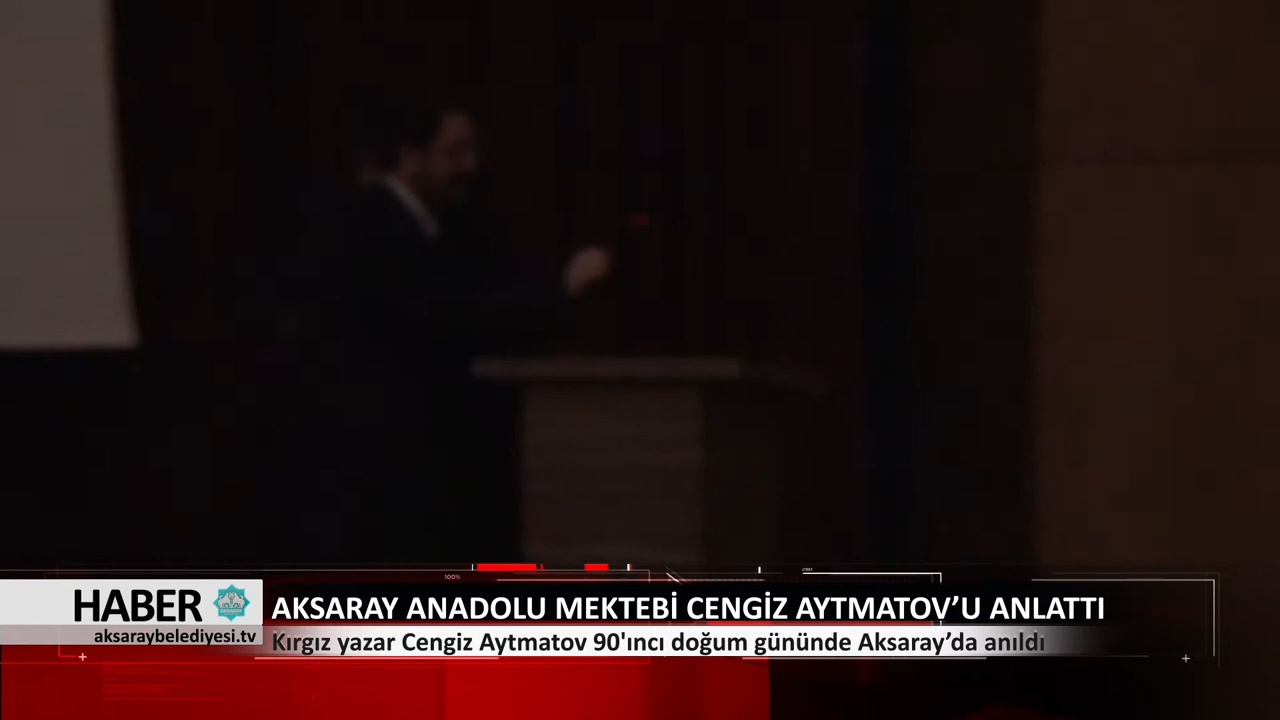 100%
HABER
AKSARAY ANADOLU MEKTEBİ CENGİZ AYTMATOV’U ANLATTI
aksaraybelediyesi.tv
Kırgız yazar Cengiz Aytmatov 90'ıncı doğum gününde Aksaray’da anıldı